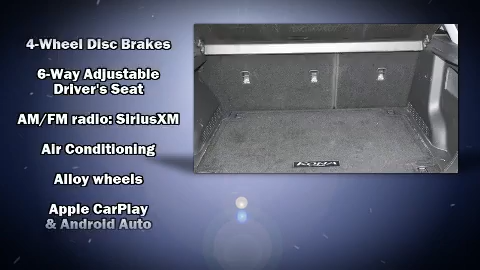 4-Wheel Disc Brakes
6-Way Adjustable
Driver's Seat
AM/FM radio: SiriusXM
Air Conditioning
Alloy wheels
Apple CarPlay
& Android Auto
KONA